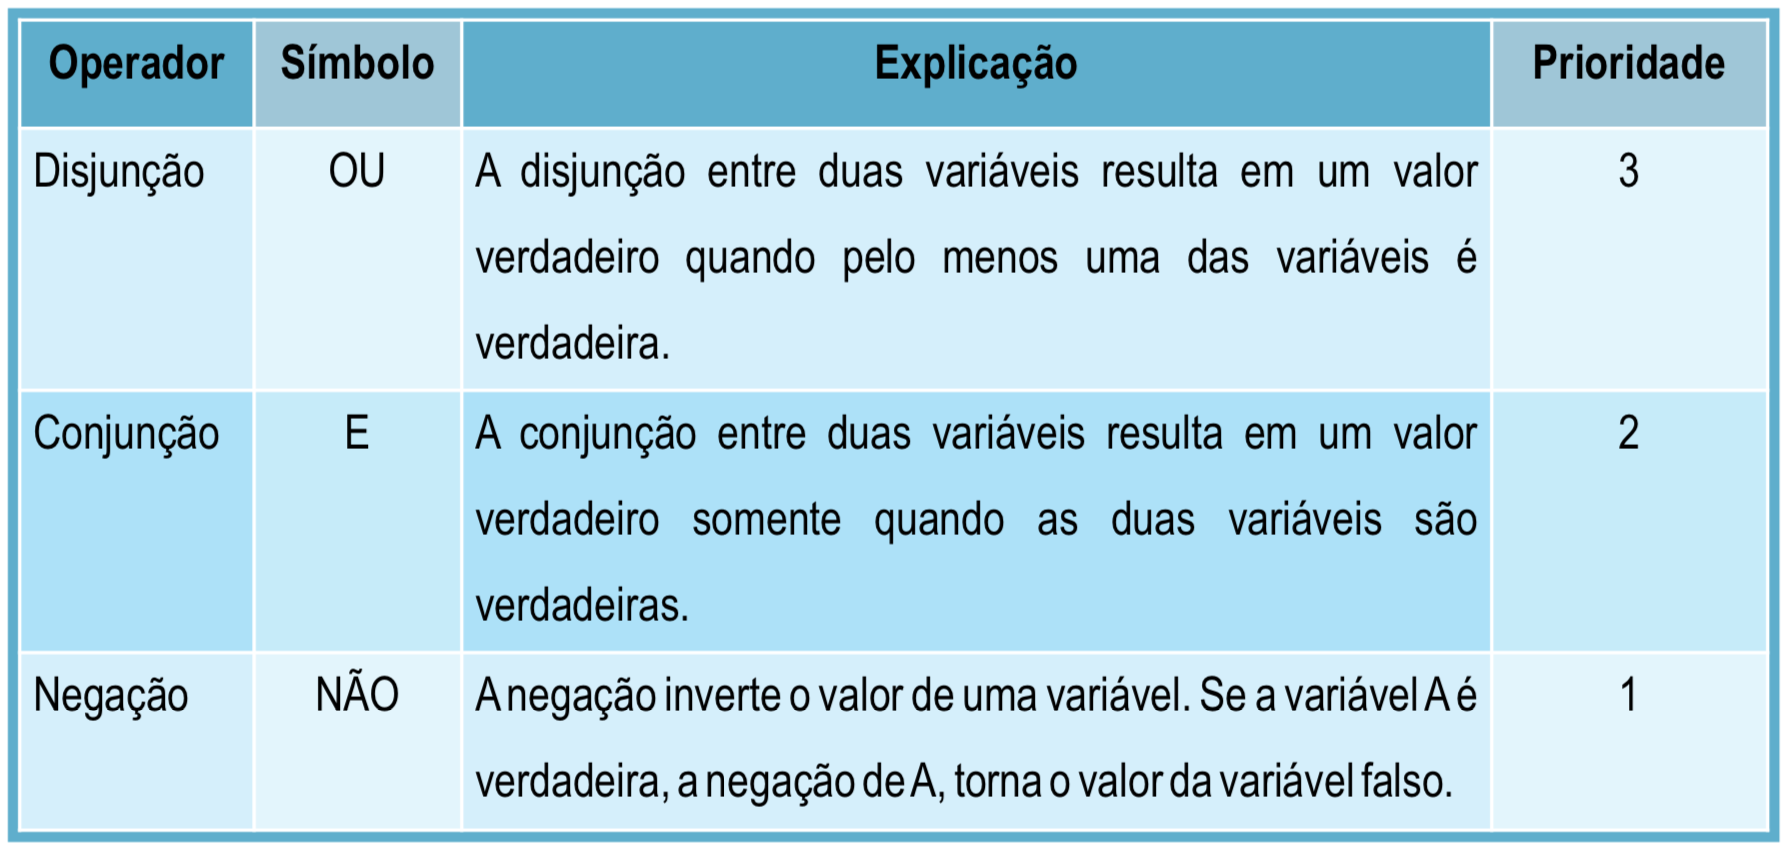 Operador Símbolo Explicação Prioridade
Disjunção OU A disjunção entre duas variáveis resulta em um valor 3
verdadeiro quando pelo menos uma das variáveis é
verdadeira.
Conjunção E A conjunção entre duas variáveis resulta em um valor 2
verdadeiro somente quando as duas variáveis são
verdadeiras.
Negação NÃO A negação inverte o valor de uma variável. Se a variável A é 1
verdadeira, a negação de A, torna o valor da variável falso.